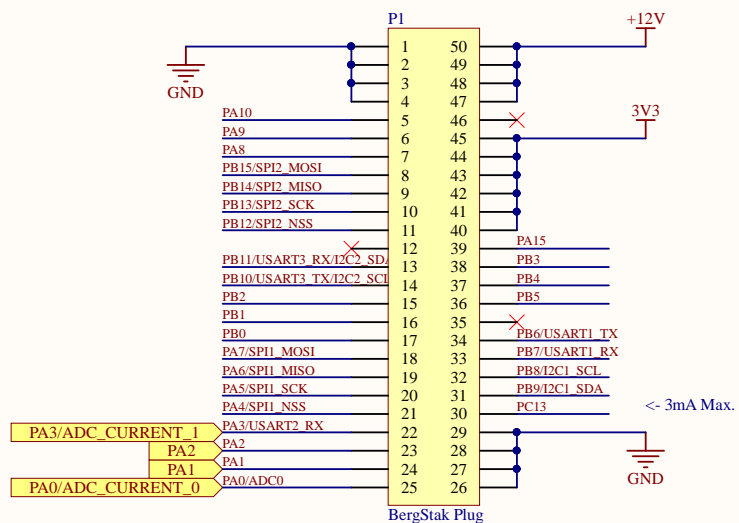 P1
+12V
GND
3V3
1 50
2 49
3 48
4 47
PA10 5 46
PA9 6 45
PA8 7 44
PB15/SPI2_MOSI 8 43
PB14/SPI2_MISO 9 42
PB13/SPI2_SCK 10 41
PB12/SPI2_NSS 11 40
12 39 PA15
PB11/USART3_RX/I2C2_SDA 13 38 PB3
PB10/USART3_TX/I2C2_SCL 14 37 PB4
PB2 15 36 PB5
PB1 16 35
PB0 17 34 PB6/USART1_TX
PA7/SPI1_MOSI 18 33 PB7/USART1_RX
PA6/SPI1_MISO 19 32 PB8/I2C1_SCL
PA5/SPI1_SCK 20 31 PB9/I2C1_SDA
PA4/SPI1_NSS 21 30 PC13 <- 3mA Max.
PA3/ADC_CURRENT_1 PA3/USART2_RX 22 29
PA2 PA2 23 28
PA1 PA1 24 27
PA0/ADC_CURRENT_0 PA0/ADC0 25 26
GND
BergStak Plug